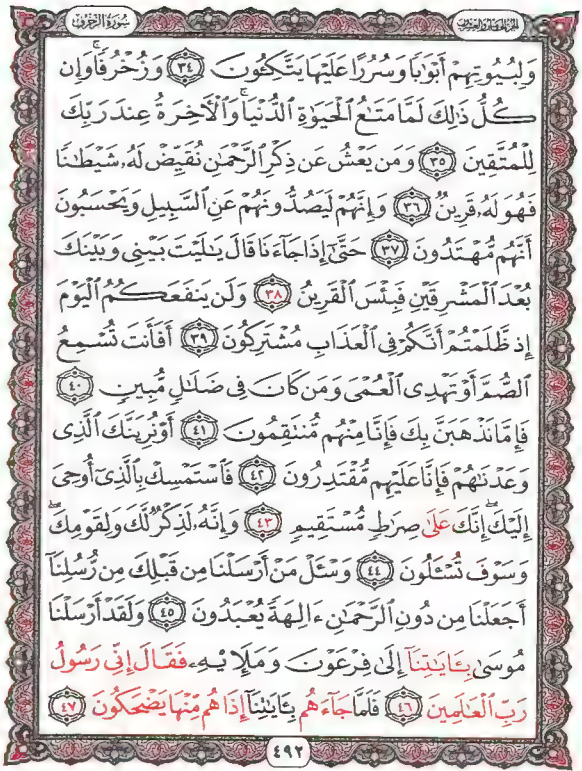 الجزء الخامس والعشرون
سورة الزخرف
وَلِبُيُوتِهِمْ أَبْوَٰبًا وَسُرُرًا عَلَيْهَا يَتَّكِـُٔونَ ٣٤ وَزُخْرُفًا ۚ وَإِن
كُلُّ ذَٰلِكَ لَمَّا مَتَـٰعُ ٱلْحَيَوٰةِ ٱلدُّنْيَا ۚ وَٱلْـَٔاخِرَةُ عِندَ رَبِّكَ
لِلْمُتَّقِينَ ٣٥ وَمَن يَعْشُ عَن ذِكْرِ ٱلرَّحْمَـٰنِ نُقَيِّضْ لَهُۥ شَيْطَـٰنًا
فَهُوَ لَهُۥ قَرِينٌ ٣٦ وَإِنَّهُمْ لَيَصُدُّونَهُمْ عَنِ ٱلسَّبِيلِ وَيَحْسَبُونَ
أَنَّهُم مُّهْتَدُونَ ٣٧ حَتَّىٰٓ إِذَا جَآءَنَا قَالَ يَـٰلَيْتَ بَيْنِى وَبَيْنَكَ
بُعْدَ ٱلْمَشْرِقَيْنِ فَبِئْسَ ٱلْقَرِينُ ٣٨ وَلَن يَنفَعَكُمُ ٱلْيَوْمَ
إِذ ظَّلَمْتُمْ أَنَّكُمْ فِى ٱلْعَذَابِ مُشْتَرِكُونَ ٣٩ أَفَأَنتَ تُسْمِعُ
ٱلصُّمَّ أَوْ تَهْدِى ٱلْعُمْىَ وَمَن كَانَ فِى ضَلَـٰلٍ مُّبِينٍ ٤٠
فَإِمَّا نَذْهَبَنَّ بِكَ فَإِنَّا مِنْهُم مُّنتَقِمُونَ ٤١ أَوْ نُرِيَنَّكَ ٱلَّذِى
وَعَدْنَـٰهُمْ فَإِنَّا عَلَيْهِم مُّقْتَدِرُونَ ٤٢ فَٱسْتَمْسِكْ بِٱلَّذِىٓ أُوحِىَ
إِلَيْكَ ۖ إِنَّكَ عَلَىٰ صِرَٰطٍ مُّسْتَقِيمٍ ٤٣ وَإِنَّهُۥ لَذِكْرٌ لَّكَ وَلِقَوْمِكَ ۖ
وَسَوْفَ تُسْـَٔلُونَ ٤٤ وَسْـَٔلْ مَنْ أَرْسَلْنَا مِن قَبْلِكَ مِن رُّسُلِنَآ
أَجَعَلْنَا مِن دُونِ ٱلرَّحْمَـٰنِ ءَالِهَةً يُعْبَدُونَ ٤٥ وَلَقَدْ أَرْسَلْنَا
مُوسَىٰ بِـَٔايَـٰتِنَآ إِلَىٰ فِرْعَوْنَ وَمَلَإِي۟هِۦ فَقَالَ إِنِّى رَسُولُ
رَبِّ ٱلْعَـٰلَمِينَ ٤٦ فَلَمَّا جَآءَهُم بِـَٔايَـٰتِنَآ إِذَا هُم مِّنْهَا يَضْحَكُونَ ٤٧
٤٩٢